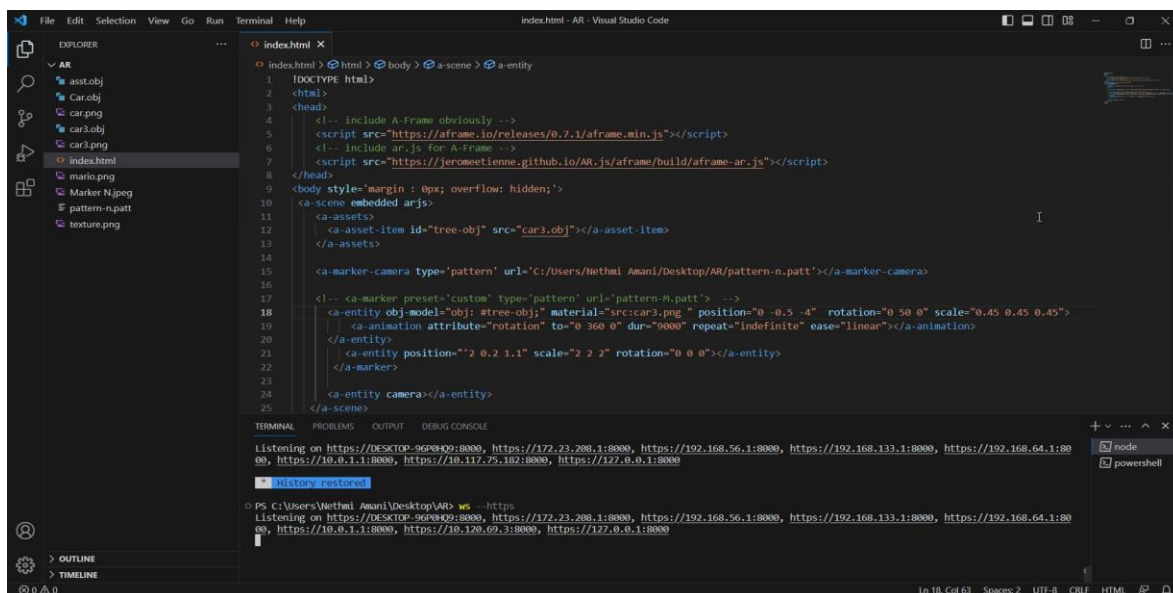 File Edit Selection View Go Run Terminal Help
index.html - AR - Visual Studio Code
EXPLORER
AR
asst.obj
Car.obj
car.png
car3.obj
car3.png
index.html
mario.png
Marker N.jpeg
pattern-n.patt
texture.png
OUTLINE
TIMELINE
index.html
index.html > html > body > a-scene > a-entity
1 !DOCTYPE html>
2 <html>
3 <head>
4 <!-- include A-Frame obviously -->
5 <script src="https://aframe.io/releases/0.7.1/aframe.min.js"></script>
6 <!-- include ar.js for A-Frame -->
7 <script src="https://jeromeetienne.github.io/AR.js/aframe/build/aframe-ar.js"></script>
8 </head>
9 <body style='margin : 0px; overflow: hidden;'>
10 <a-scene embedded arjs>
11 <a-assets>
12 <a-asset-item id="tree-obj" src="car3.obj"></a-asset-item>
13 </a-assets>
14
15 <a-marker-camera type='pattern' url='C:/Users/Nethmi Amani/Desktop/AR/pattern-n.patt'></a-marker-camera>
16
17 <!-- <a-marker preset='custom' type='pattern' url='pattern-M.patt'> -->
18 <a-entity obj-model="obj: #tree-obj;" material="src:car3.png " position="0 -0.5 -4" rotation="0 50 0" scale="0.45 0.45 0.45">
19 <a-animation attribute="rotation" to="0 360 0" dur="9000" repeat="indefinite" ease="linear"></a-animation>
20 </a-entity>
21 <a-entity position="'2 0.2 1.1" scale="2 2 2" rotation="0 0 0"></a-entity>
22 </a-marker>
23
24 <a-entity camera></a-entity>
25 </a-scene>
TERMINAL PROBLEMS OUTPUT DEBUG CONSOLE
Listening on https://DESKTOP-96P0HQ9:8000, https://172.23.208.1:8000, https://192.168.56.1:8000, https://192.168.133.1:8000, https://192.168.64.1:80
00, https://10.0.1.1:8000, https://10.117.75.182:8000, https://127.0.0.1:8000
* History restored
PS C:\Users\Nethmi Amani\Desktop\AR> ws --https
Listening on https://DESKTOP-96P0HQ9:8000, https://172.23.208.1:8000, https://192.168.56.1:8000, https://192.168.133.1:8000, https://192.168.64.1:80
00, https://10.0.1.1:8000, https://10.120.69.3:8000, https://127.0.0.1:8000
node
powershell
0 0 Ln 18, Col 63 Spaces: 2 UTF-8 CRLF HTML